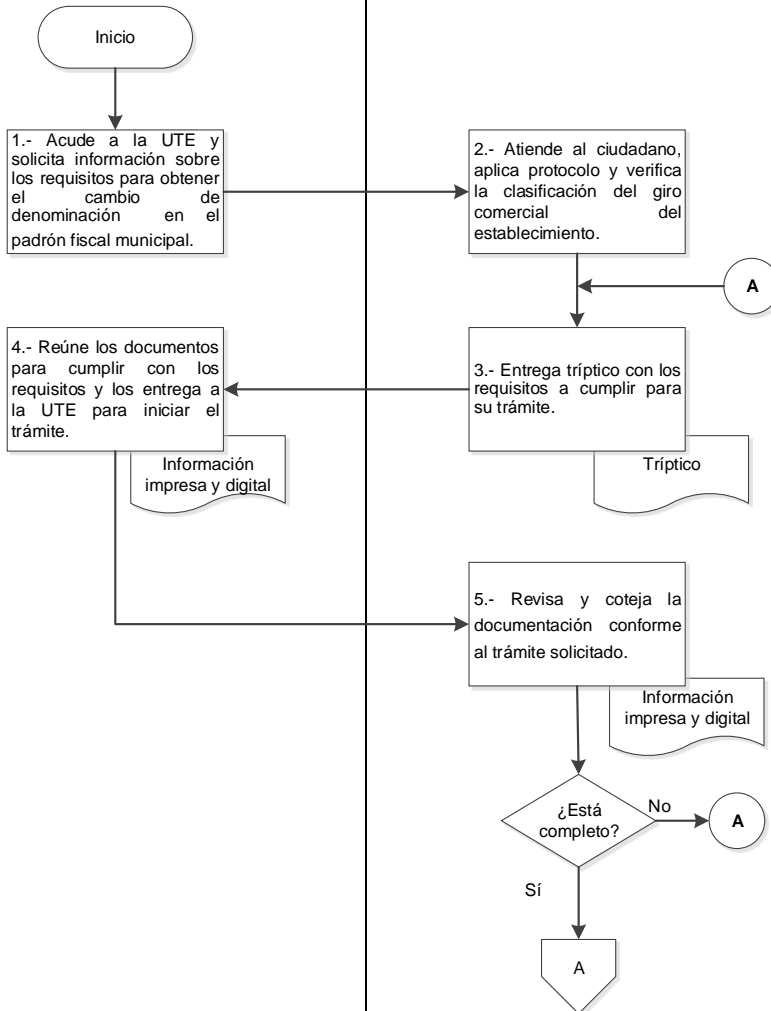 Inicio
1.- Acude a la UTE y
solicita información sobre
los requisitos para obtener
el cambio de
denominación en el
padrón fiscal municipal.
2.- Atiende al ciudadano,
aplica protocolo y verifica
la clasificación del giro
comercial del
establecimiento.
A
4.- Reúne los documentos
para cumplir con los
requisitos y los entrega a
la UTE para iniciar el
trámite.
Información
impresa y digital
3.- Entrega tríptico con los
requisitos a cumplir para
su trámite.
Tríptico
5.- Revisa y coteja la
documentación conforme
al trámite solicitado.
Información
impresa y digital
¿Está
completo?
No
A
Sí
A